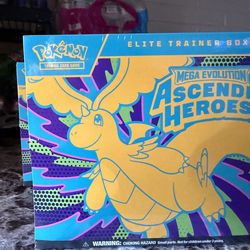 POKÉMON
TRADING CARD GAME
ELITE TRAINER BOX
MEGA EVOLUTION
ASCENDE
HEROES
WARNING: CHOKING HAZARD-Small parts. Not for children under 3 years.